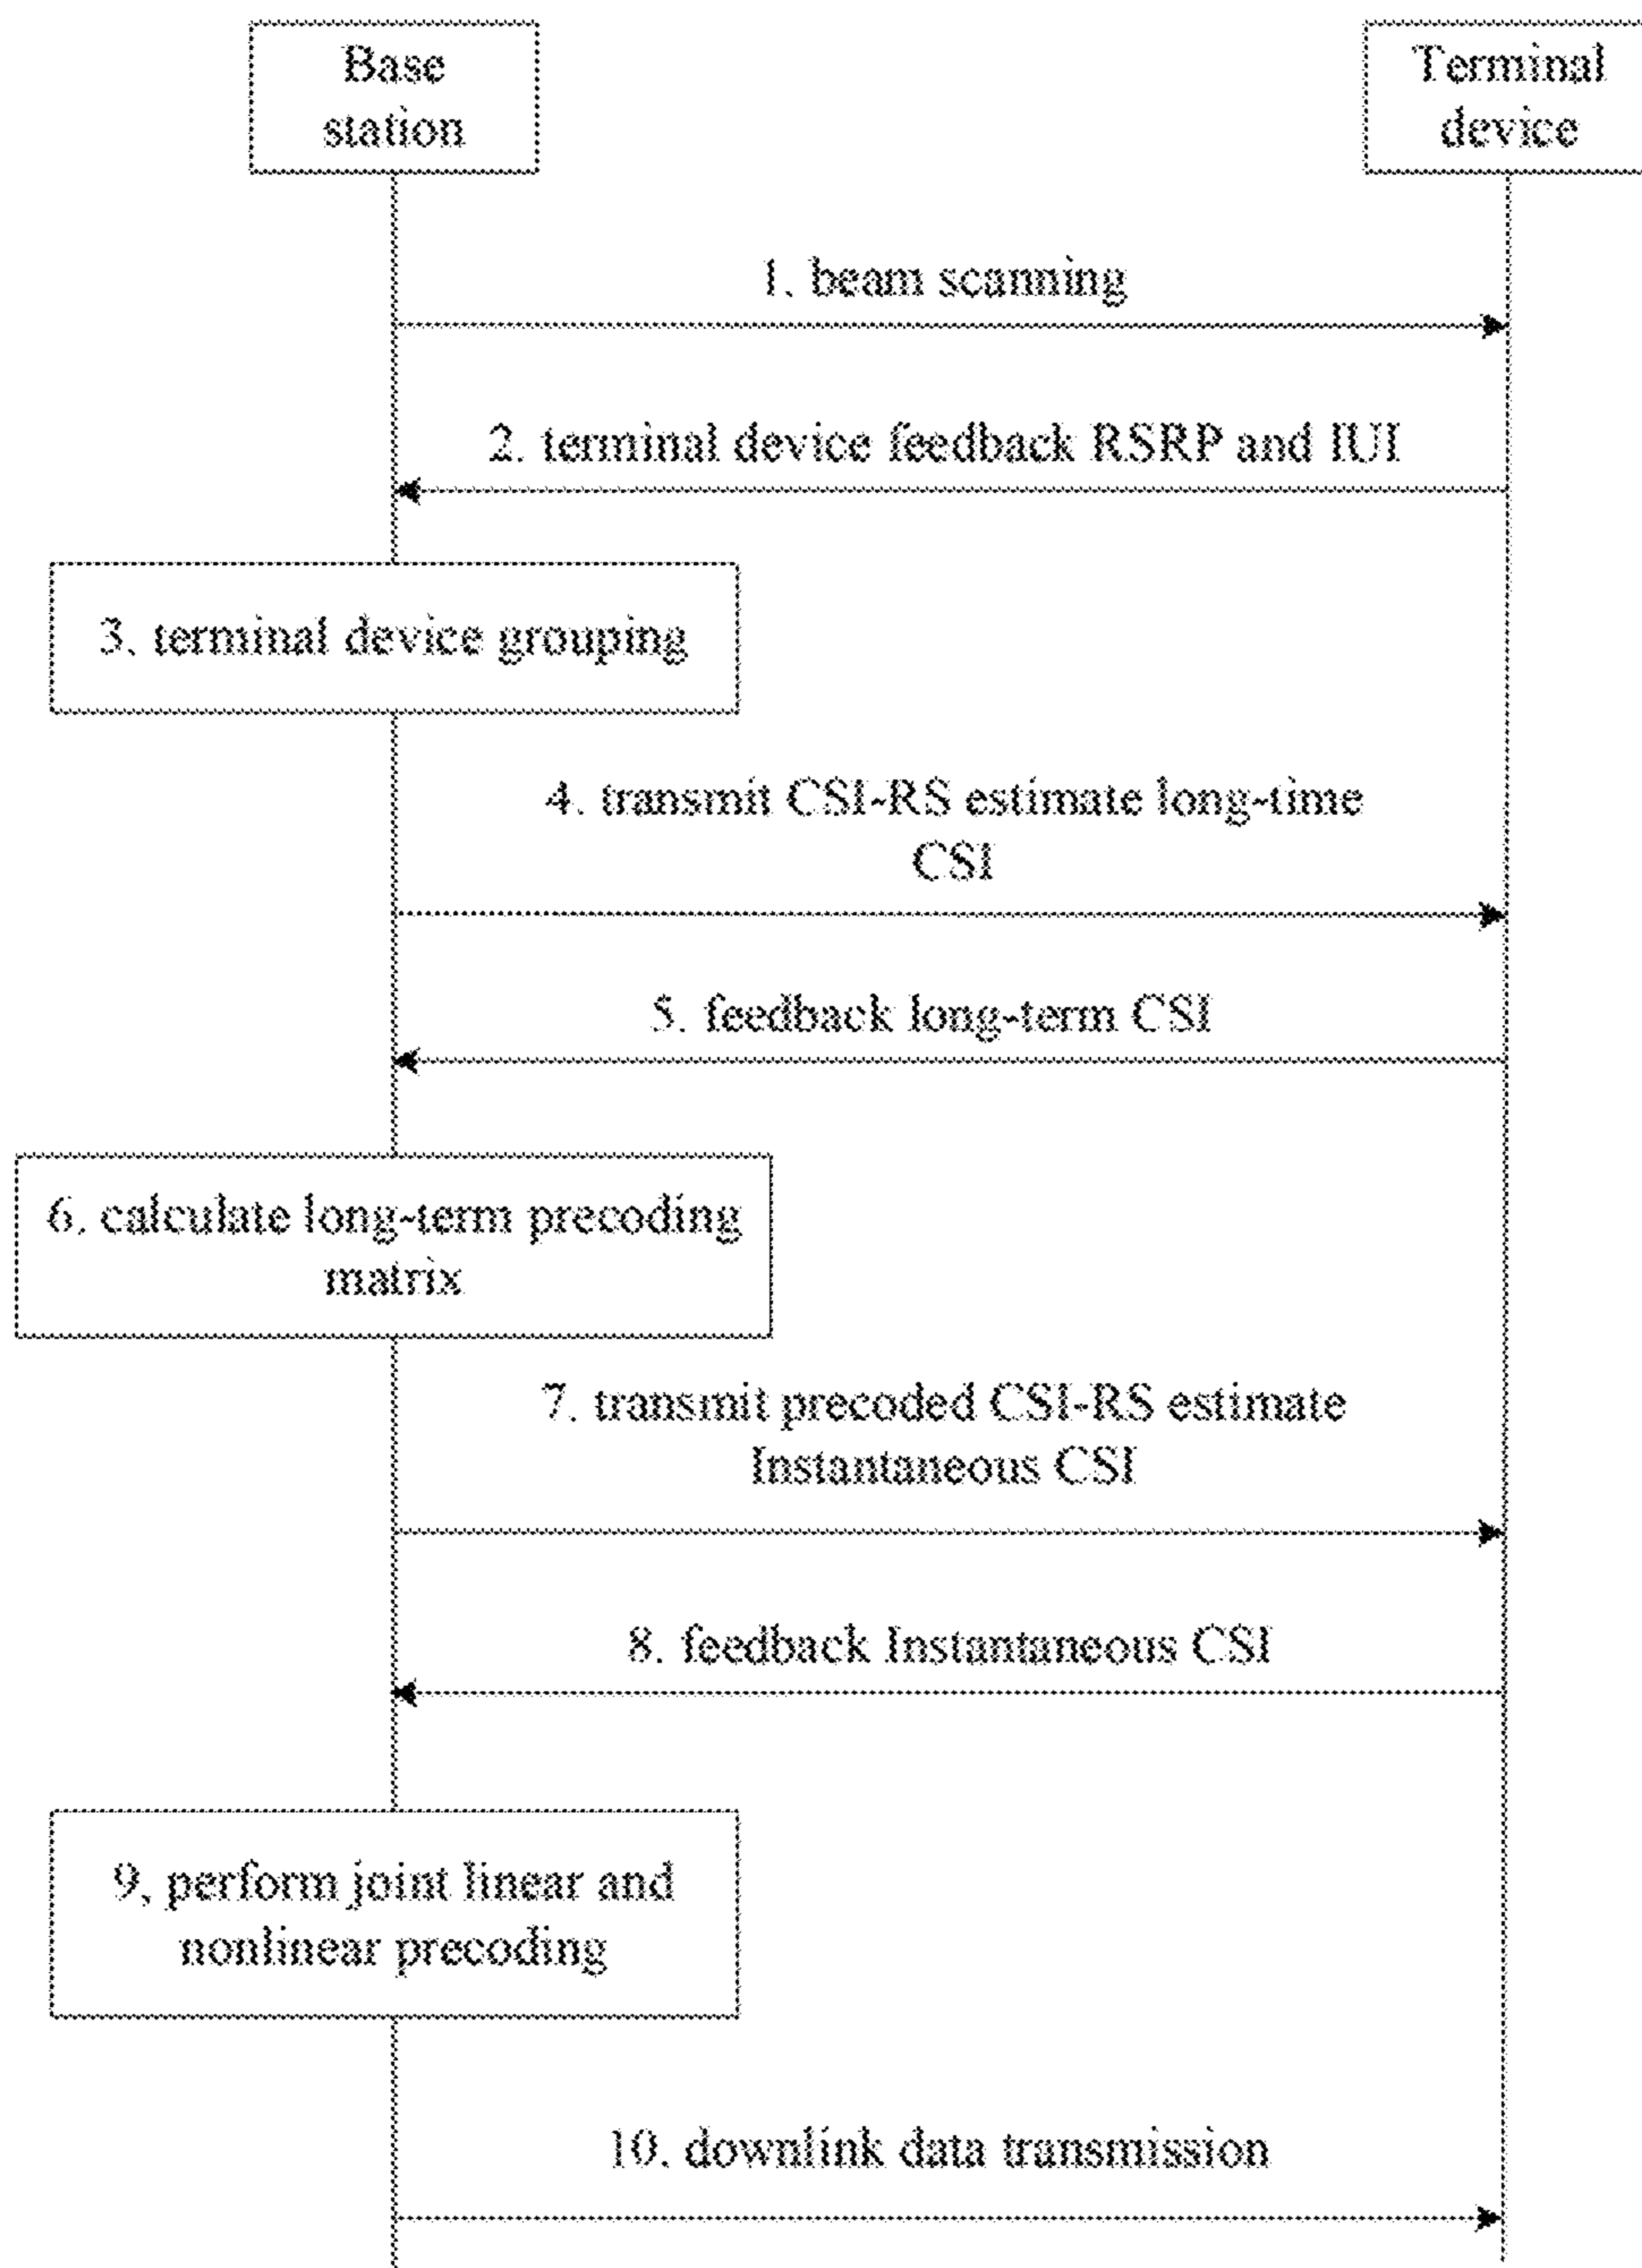 Base
station
Terminal
device
1. beam scanning
2. terminal device feedback RSRP and IUI
3. terminal device grouping
4. transmit CSI-RS estimate long-time
CSI
5. feedback long-term CSI
6. calculate long-term precoding
matrix
7. transmit precoded CSI-RS estimate
Instantaneous CSI
8. feedback Instantaneous CSI
9, perform joint linear and
nonlinear precoding
10. downlink data transmission